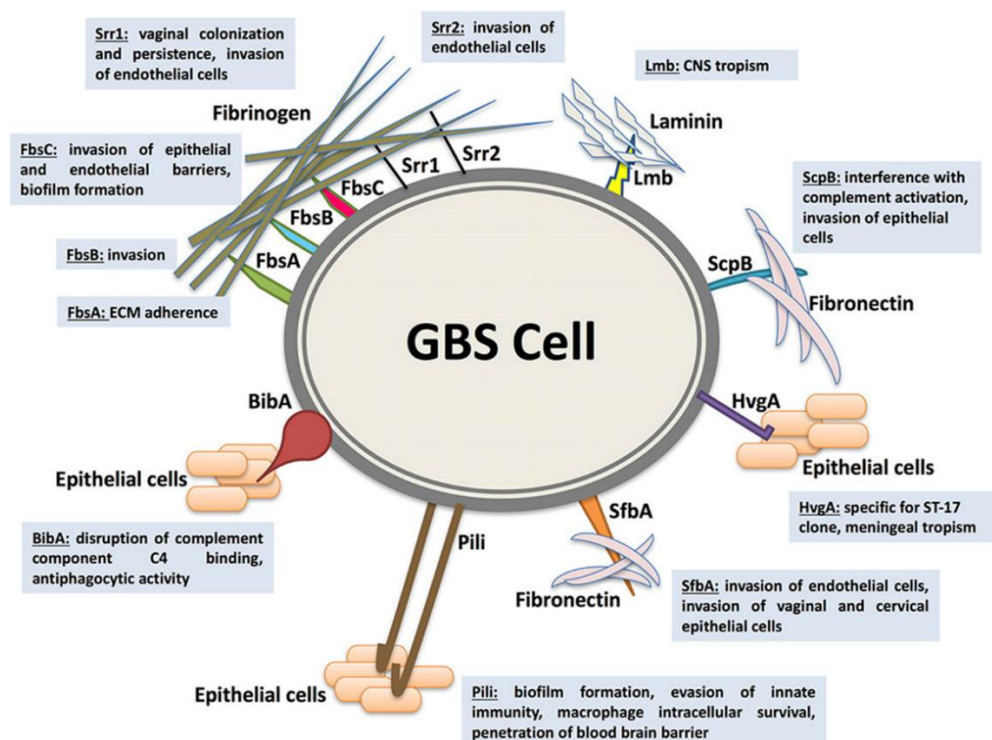 Srr1: vaginal colonization
and persistence, invasion
of endothelial cells
Srr2: invasion of
endothelial cells
Lmb: CNS tropism
Fibrinogen
Laminin
FbsC: invasion of epithelial
and endothelial barriers,
biofilm formation
Srr1
Srr2
Lmb
FbsC
FbsB
FbsA
ScpB: interference with
complement activation,
invasion of epithelial
cells
FbsB: invasion
FbsA: ECM adherence
ScpB
Fibronectin
GBS Cell
BibA
HvgA
Epithelial cells
Epithelial cells
BibA: disruption of complement
component C4 binding,
antiphagocytic activity
HvgA: specific for ST-17
clone, meningeal tropism
Pili
SfbA
Fibronectin
SfbA: invasion of endothelial cells,
invasion of vaginal and cervical
epithelial cells
Epithelial cells
Pili: biofilm formation, evasion of innate
immunity, macrophage intracellular survival,
penetration of blood brain barrier